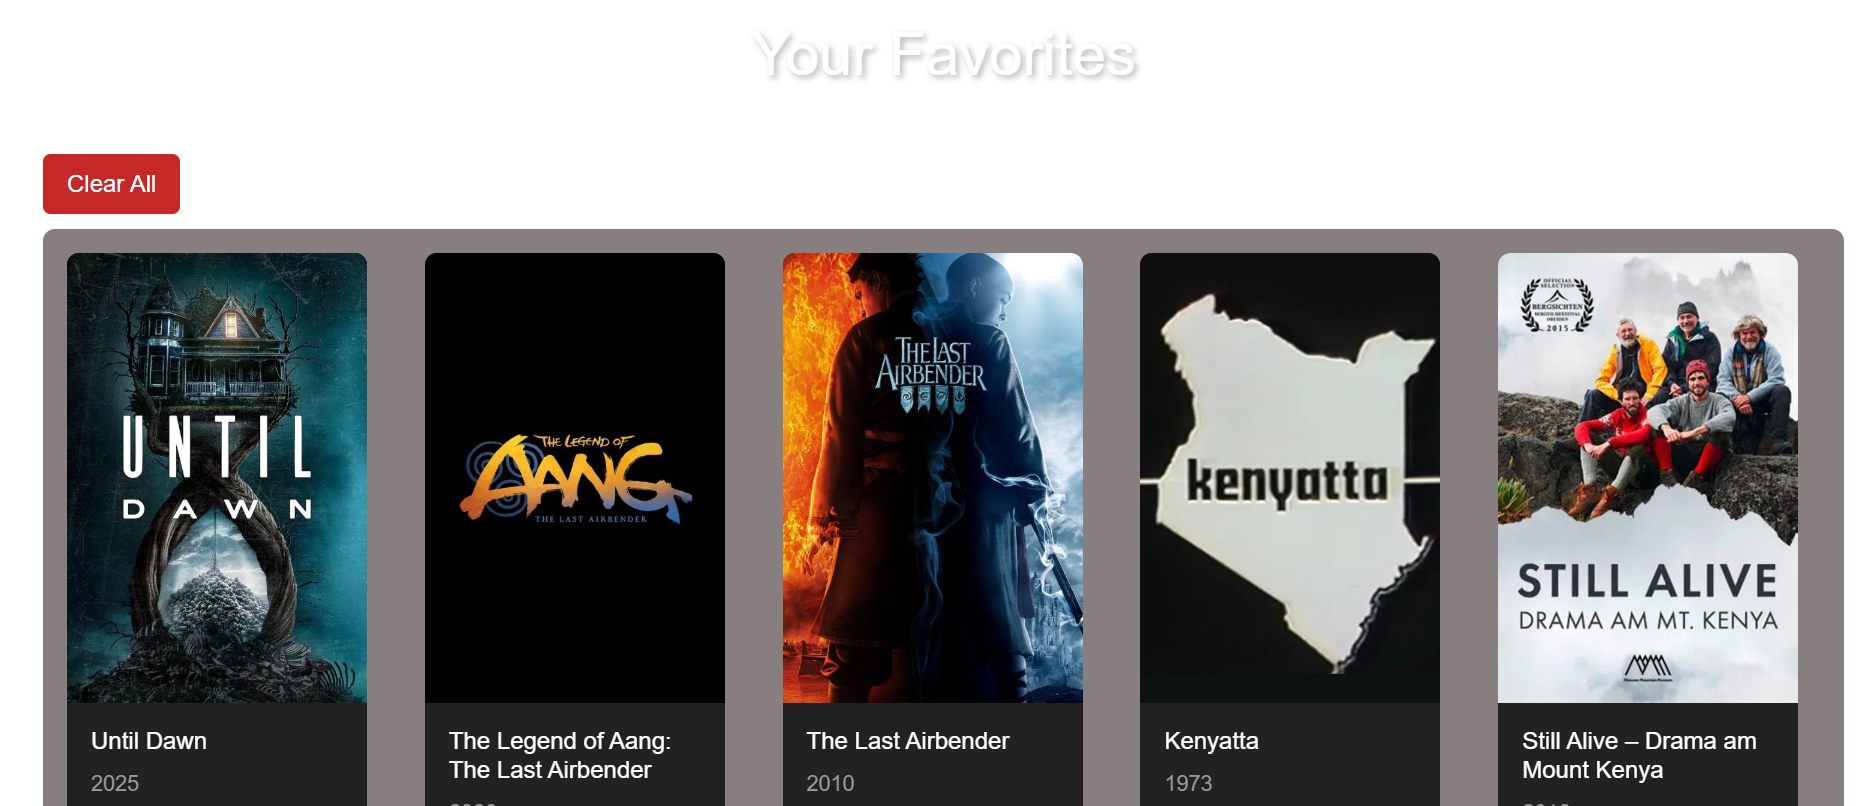 Your Favorites
Clear All
UNTIL
DAWN
THE LEGEND OF
AANG
THE LAST AIRBENDER
THE LAST
AIRBENDER
kenyatta
OFFICIAL
SELECTION
BERGSICHTEN
BERGFILMFESTIVAL
DRESDEN
2015
STILL ALIVE
DRAMA AM MT. KENYA
Until Dawn
2025
The Legend of Aang:
The Last Airbender
The Last Airbender
2010
Kenyatta
1973
Still Alive – Drama am
Mount Kenya